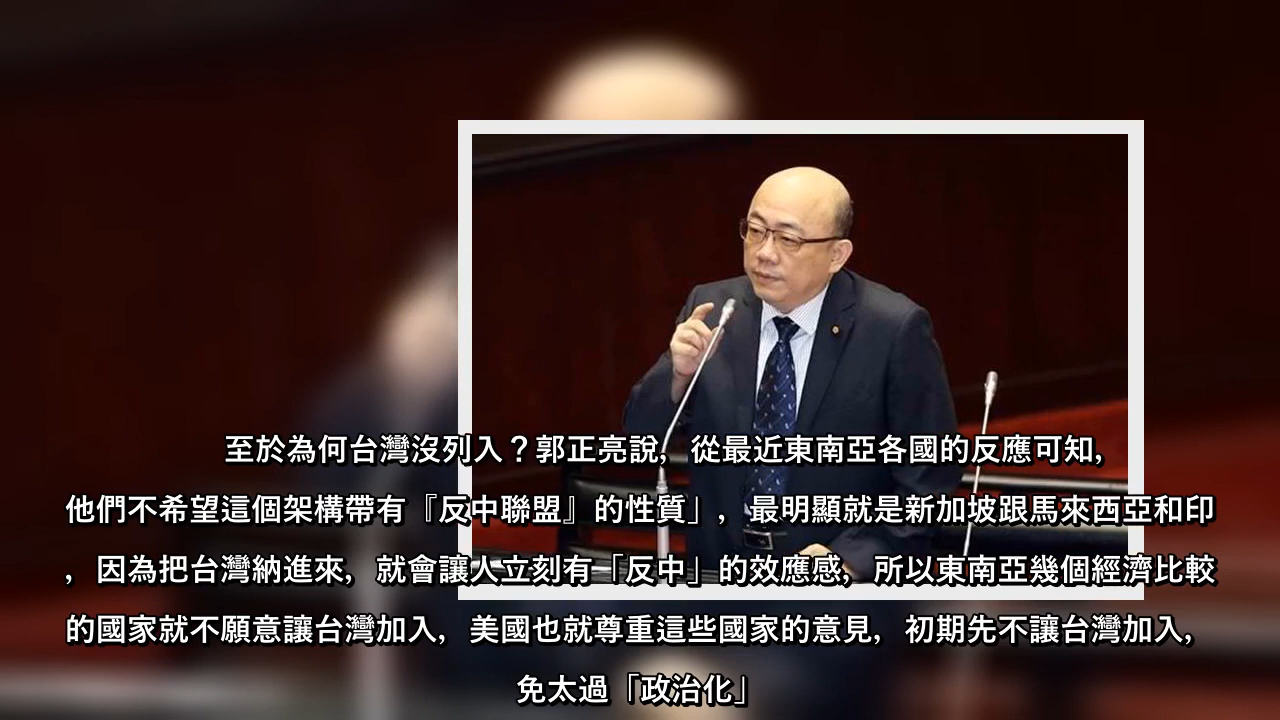 至於為何台灣沒列入？郭正亮說，從最近東南亞各國的反應可知，
他們不希望這個架構帶有『反中聯盟』的性質」，最明顯就是新加坡跟馬來西亞和印
，因為把台灣納進來，就會讓人立刻有「反中」的效應感，所以東南亞幾個經濟比較
的國家就不願意讓台灣加入，美國也就尊重這些國家的意見，初期先不讓台灣加入，
免太過「政治化」